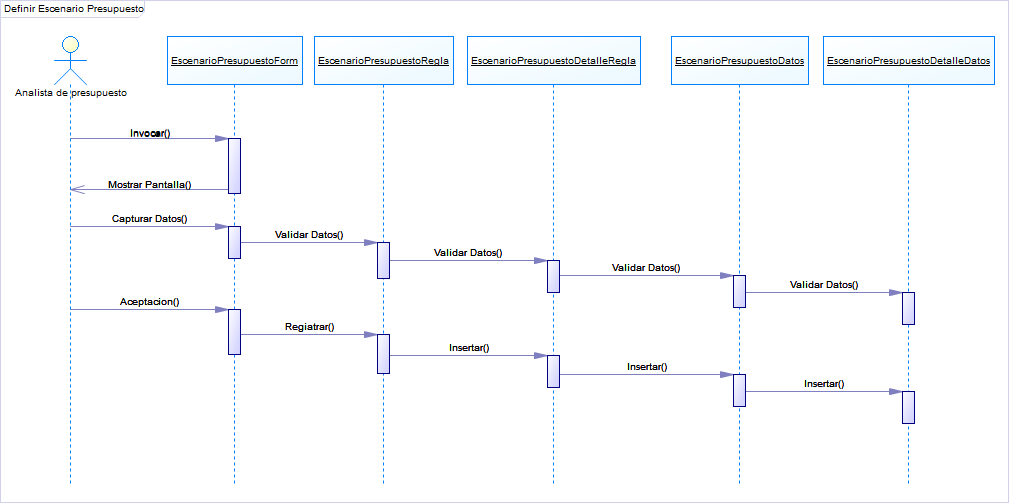 Definir Escenario Presupuesto
EscenarioPresupuestoForm
EscenarioPresupuestoRegla
EscenarioPresupuestoDetalleRegla
EscenarioPresupuestoDatos
EscenarioPresupuestoDetalleDatos
Analista de presupuesto
Invocar()
Mostrar Pantalla()
Capturar Datos()
Validar Datos()
Validar Datos()
Validar Datos()
Validar Datos()
Aceptacion()
Regiatrar()
Insertar()
Insertar()
Insertar()